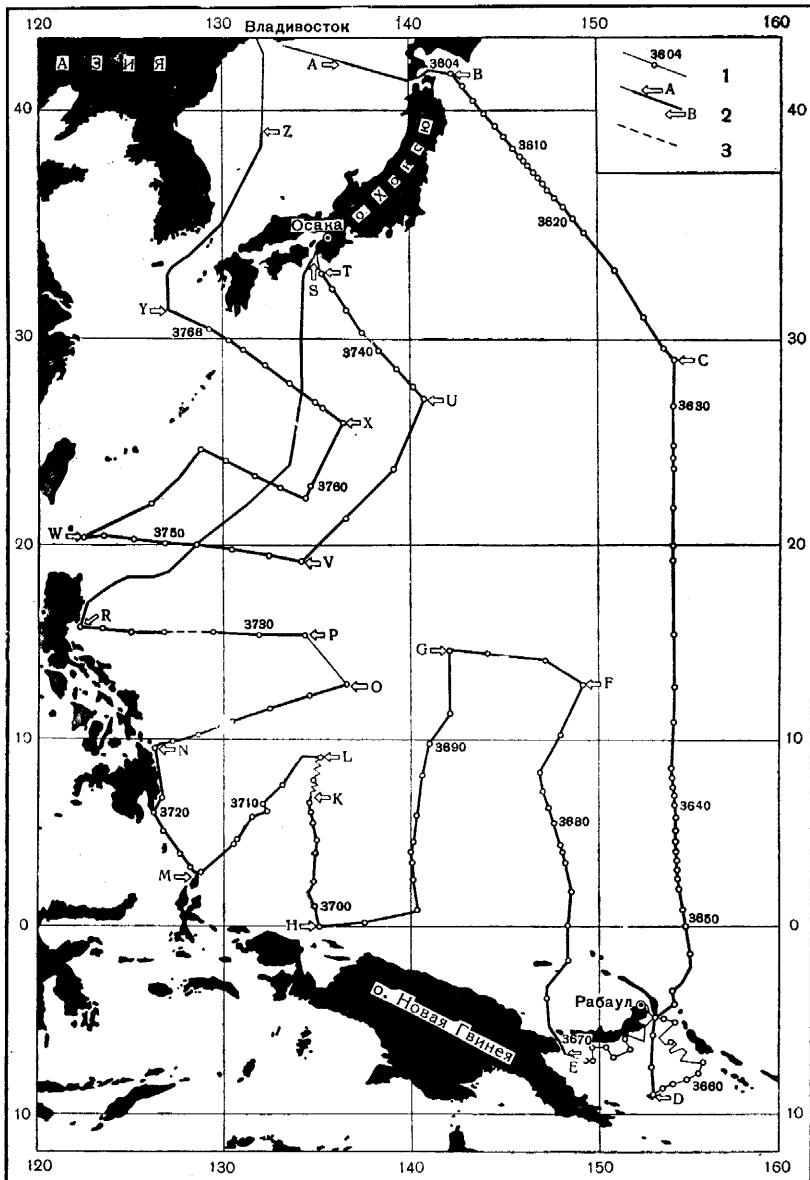 120 130 140 150 160
Владивосток
АЗИЯ
A
3604
B
3604
1
A
B
2
3
40 40
Z
3610
о. Хонсю
3620
Осака
T
S
Y
30 30
3768
3740
C
U
3630
X
3760
W
3750
20 20
V
R
3730
P
G
O
F
10 10
N
3690
L
K
3710
3640
3720
3680
M
3700
3650
0 0
H
о. Новая Гвинея
Рабаул
3670
E
3660
D
10 10
120 130 140 150 160